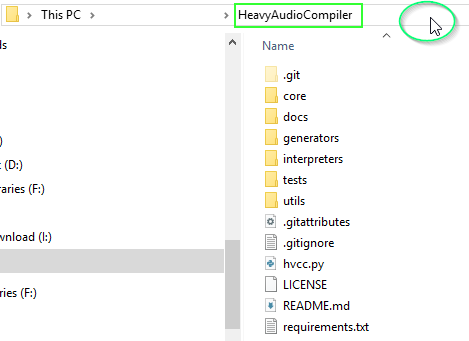 This PC
HeavyAudioCompiler
ls
Name
.git
core
docs
generators
)
interpreters
t (D:)
tests
raries (F:)
utils
.gitattributes
wnload (I:)
.gitignore
hvcc.py
LICENSE
ries (F:)
README.md
requirements.txt